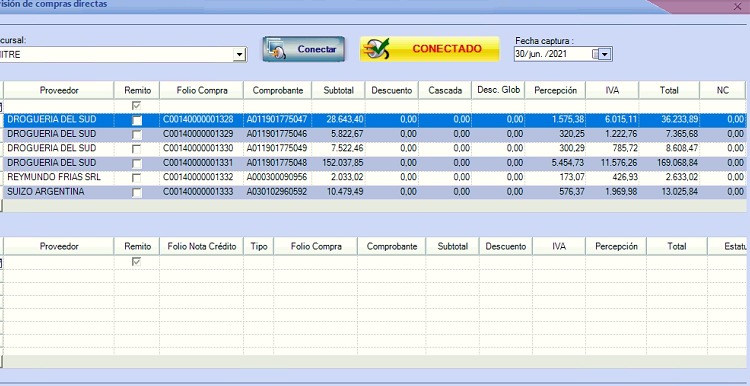 visión de compras directas
cursal:
ITRE
Conectar
CONECTADO
Fecha captura :
30/jun. /2021
Proveedor Remito Folio Compra Comprobante Subtotal Descuento Cascada Desc. Glob Percepción IVA Total NC
DROGUERIA DEL SUD C00140000001328 A011901775047 28.643,40 0,00 0,00 0,00 1.575,38 6.015,11 36.233,89 0,00
DROGUERIA DEL SUD C00140000001329 A011901775046 5.822,67 0,00 0,00 0,00 320,25 1.222,76 7.365,68 0,00
DROGUERIA DEL SUD C00140000001330 A011901775049 7.522,46 0,00 0,00 0,00 300,29 785,72 8.608,47 0,00
DROGUERIA DEL SUD C00140000001331 A011901775048 152.037,85 0,00 0,00 0,00 5.454,73 11.576,26 169.068,84 0,00
REYMUNDO FRIAS SRL C00140000001332 A000300090956 2.033,02 0,00 0,00 0,00 173,07 426,93 2.633,02 0,00
SUIZO ARGENTINA C00140000001333 A030102960592 10.479,49 0,00 0,00 0,00 576,37 1.969,98 13.025,84 0,00
Proveedor Remito Folio Nota Crédito Tipo Folio Compra Comprobante Subtotal Descuento IVA Percepción Total Estatu